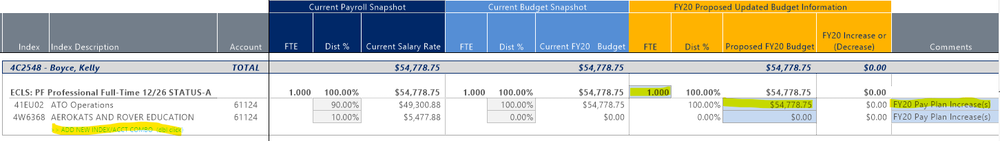 Current Payroll Snapshot Current Budget Snapshot FY20 Proposed Updated Budget Information
FY20 Increase or
Index Index Description Account FTE Dist % Current Salary Rate FTE Dist % Current FY20 Budget FTE Dist % Proposed FY20 Budget (Decrease) Comments
4C2548 - Boyce, Kelly TOTAL $54,778.75 $54,778.75 $54,778.75 $0.00
ECLS: PF Professional Full-Time 12/26 STATUS-A 1.000 100.00% $54,778.75 1.000 100.00% $54,778.75 1.000 100.00% $54,778.75 $0.00
41EU02 ATO Operations 61124 90.00% $49,300.88 100.00% $54,778.75 100.00% $54,778.75 $0.00 FY20 Pay Plan Increase(s)
4W6368 AEROKATS AND ROVER EDUCATION 61124 10.00% $5,477.88 0.00% $0.00 0.00% $0.00 $0.00 FY20 Pay Plan Increase(s)
> ADD NEW INDEX/ACCT COMBO (dbl click)